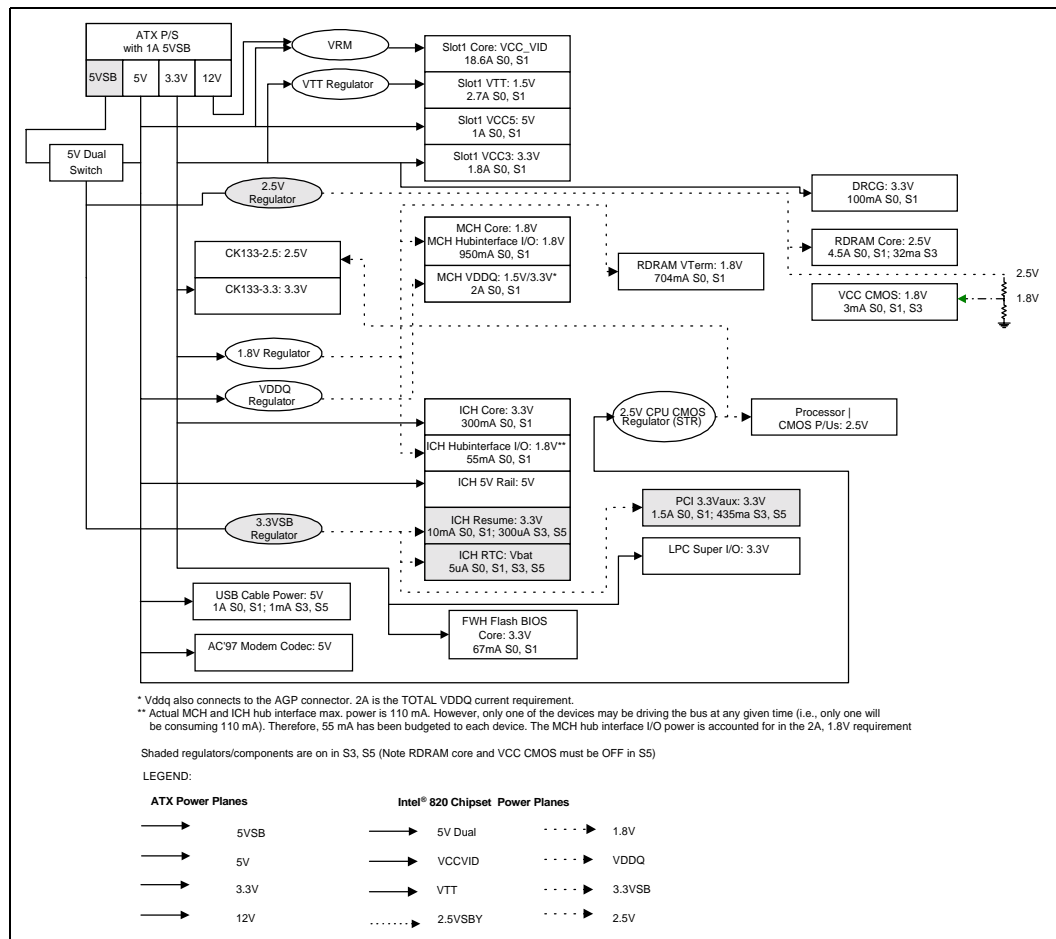 ATX P/S
with 1A 5VSB
5VSB
5V
3.3V
12V
5V Dual
Switch
VRM
VTT Regulator
Slot1 Core: VCC_VID
18.6A S0, S1
Slot1 VTT: 1.5V
2.7A S0, S1
Slot1 VCC5: 5V
1A S0, S1
Slot1 VCC3: 3.3V
1.8A S0, S1
2.5V
Regulator
DRCG: 3.3V
100mA S0, S1
MCH Core: 1.8V
MCH Hubinterface I/O: 1.8V
950mA S0, S1
MCH VDDQ: 1.5V/3.3V*
2A S0, S1
CK133-2.5: 2.5V
CK133-3.3: 3.3V
RDRAM VTerm: 1.8V
704mA S0, S1
RDRAM Core: 2.5V
4.5A S0, S1; 32ma S3
VCC CMOS: 1.8V
3mA S0, S1, S3
2.5V
1.8V
1.8V Regulator
VDDQ
Regulator
ICH Core: 3.3V
300mA S0, S1
ICH Hubinterface I/O: 1.8V**
55mA S0, S1
ICH 5V Rail: 5V
ICH Resume: 3.3V
10mA S0, S1; 300uA S3, S5
ICH RTC: Vbat
5uA S0, S1, S3, S5
2.5V CPU CMOS
Regulator (STR)
Processor |
CMOS P/Us: 2.5V
3.3VSB
Regulator
PCI 3.3Vaux: 3.3V
1.5A S0, S1; 435ma S3, S5
LPC Super I/O: 3.3V
USB Cable Power: 5V
1A S0, S1; 1mA S3, S5
AC'97 Modem Codec: 5V
FWH Flash BIOS
Core: 3.3V
67mA S0, S1
* Vddq also connects to the AGP connector. 2A is the TOTAL VDDQ current requirement.
** Actual MCH and ICH hub interface max. power is 110 mA. However, only one of the devices may be driving the bus at any given time (i.e., only one will
be consuming 110 mA). Therefore, 55 mA has been budgeted to each device. The MCH hub interface I/O power is accounted for in the 2A, 1.8V requirement
Shaded regulators/components are on in S3, S5 (Note RDRAM core and VCC CMOS must be OFF in S5)
LEGEND:
ATX Power Planes
5VSB
5V
3.3V
12V
Intel® 820 Chipset Power Planes
5V Dual
VCCVID
VTT
2.5VSBY
1.8V
VDDQ
3.3VSB
2.5V